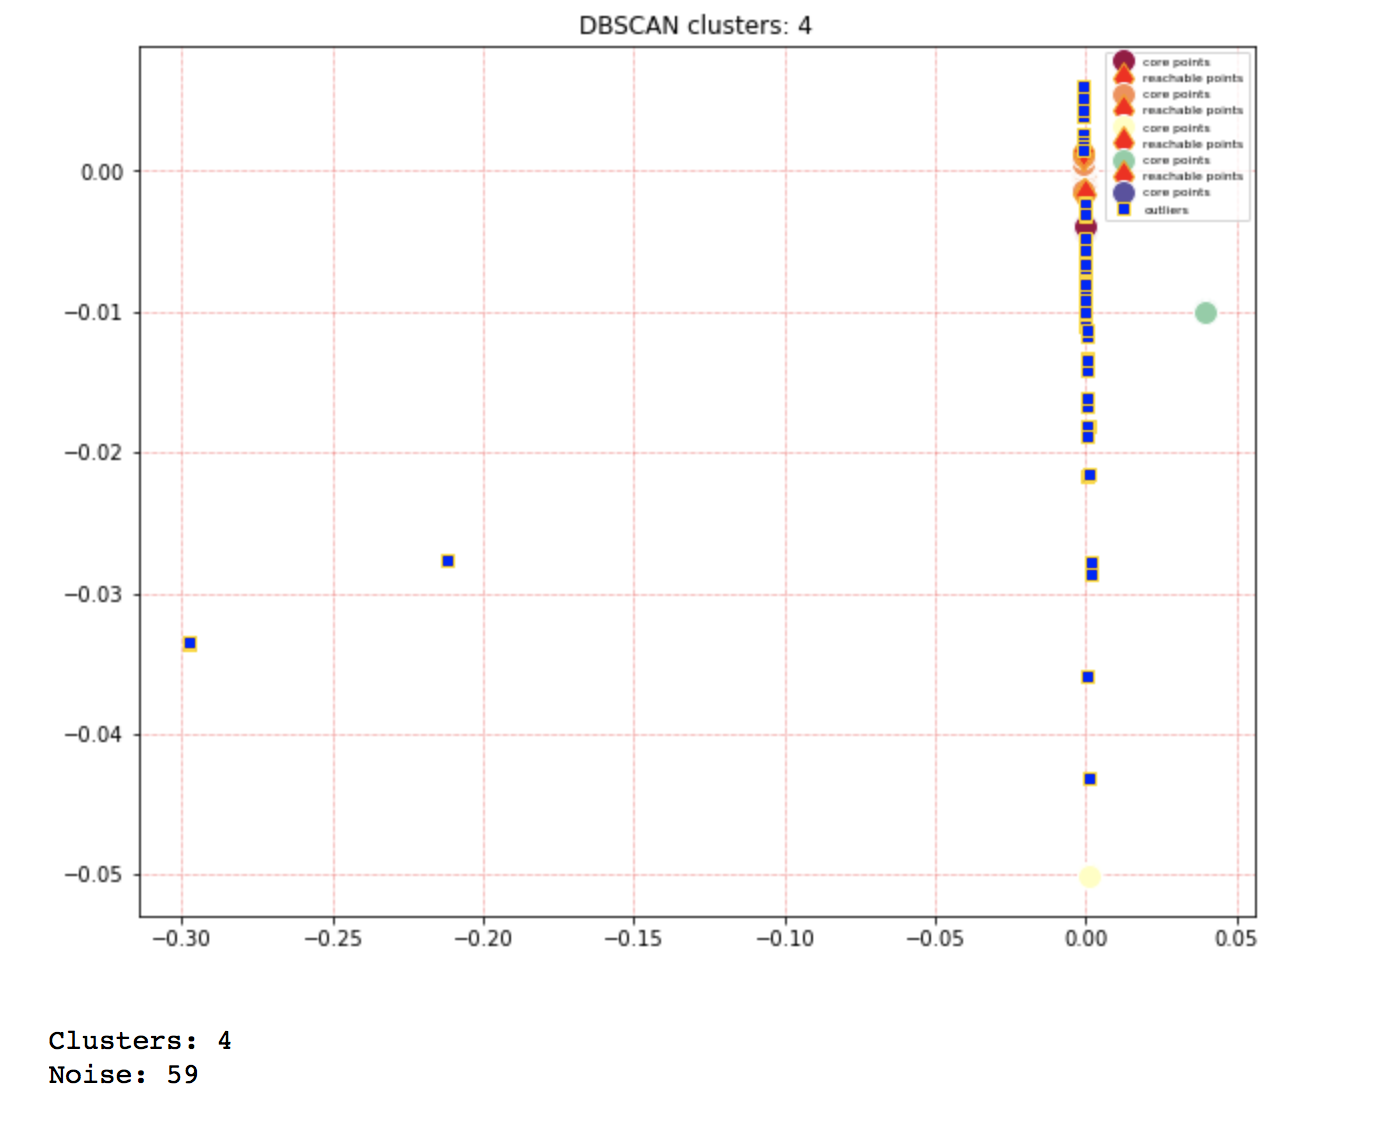 DBSCAN clusters: 4
core points
reachable points
core points
reachable points
core points
reachable points
core points
reachable points
core points
outliers
0.00
−0.01
−0.02
−0.03
−0.04
−0.05
−0.30 −0.25 −0.20 −0.15 −0.10 −0.05 0.00 0.05
Clusters: 4
Noise: 59